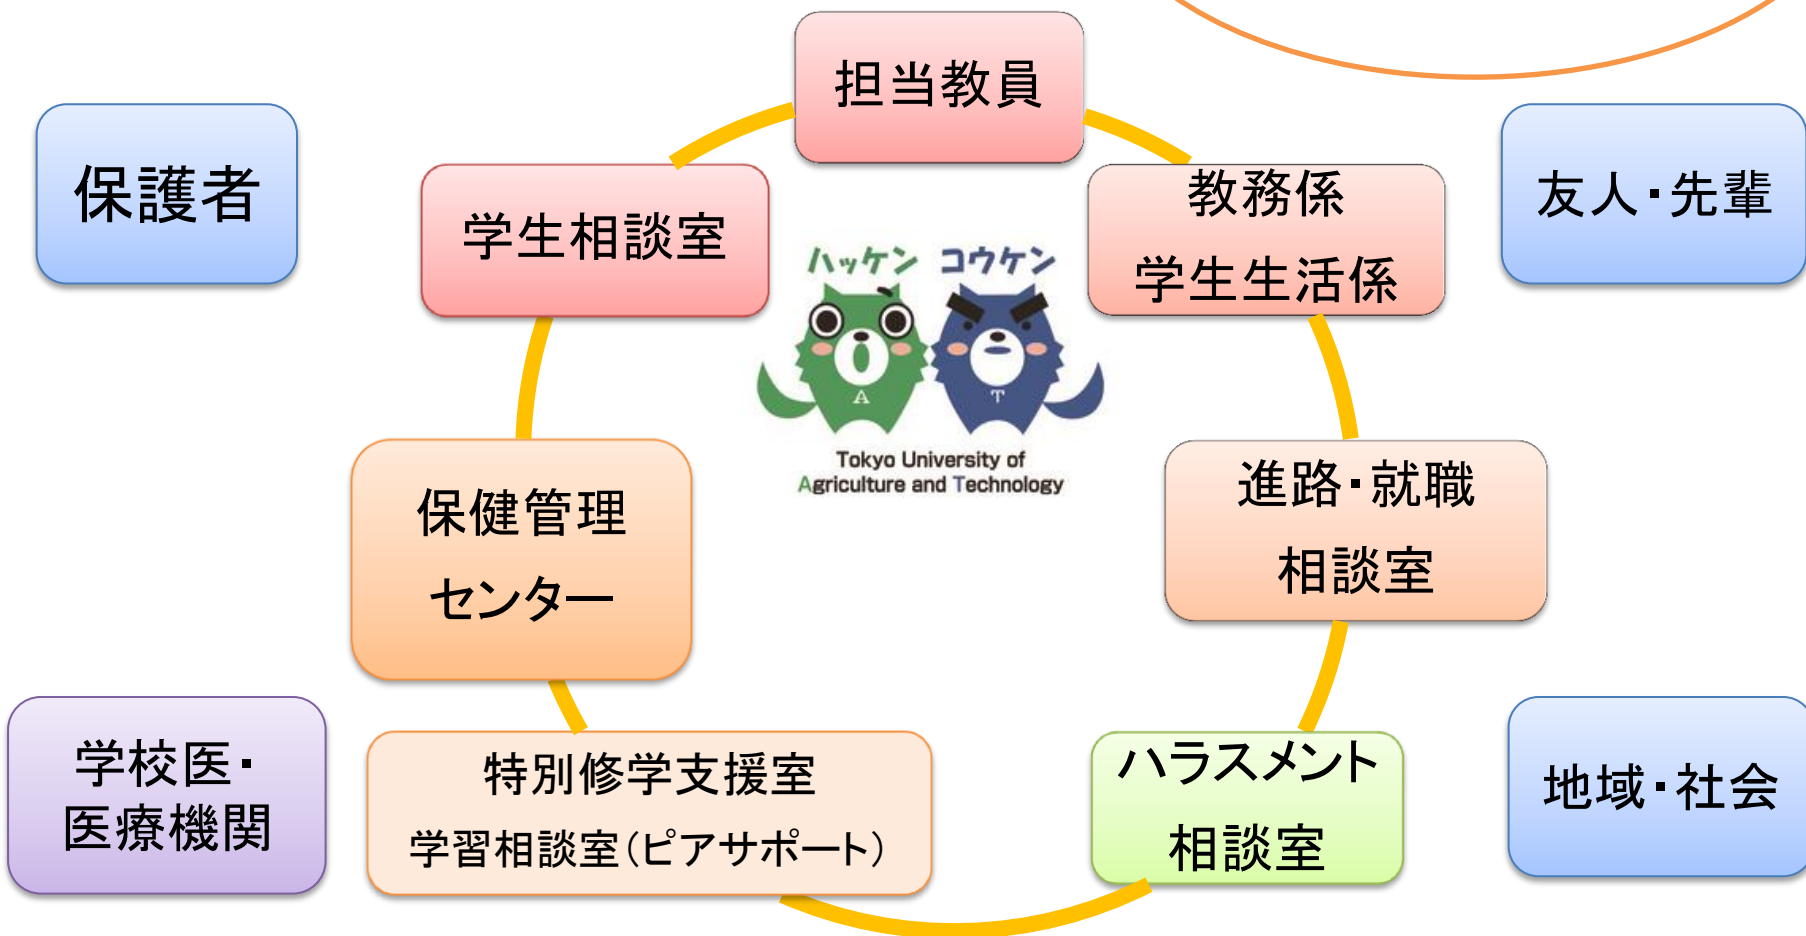 担当教員
保護者
学生相談室
教務係
学生生活係
友人・先輩
ハッケン コウケン
A T
Tokyo University of
Agriculture and Technology
保健管理
センター
進路・就職
相談室
学校医・
医療機関
特別修学支援室
学習相談室(ピアサポート)
ハラスメント
相談室
地域・社会